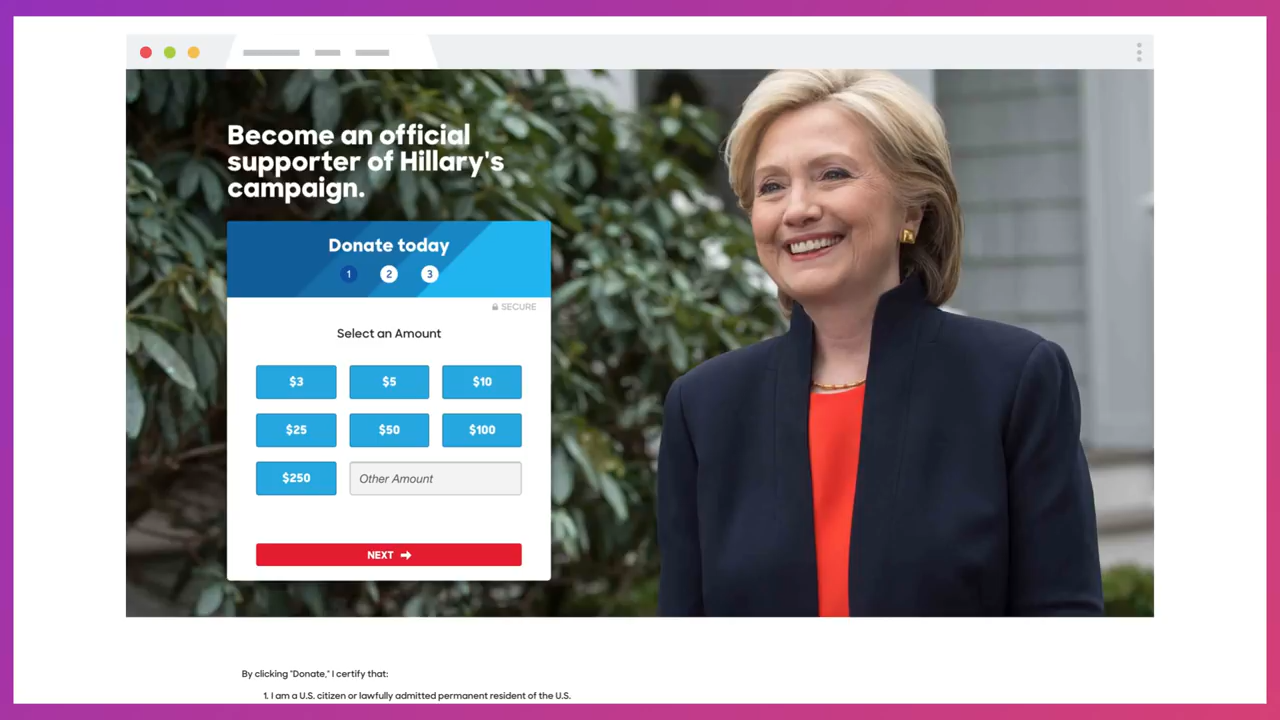 Become an official
supporter of Hillary's
campaign.
Donate today
1 2 3
SECURE
Select an Amount
$3 $5 $10
$25 $50 $100
$250 Other Amount
NEXT
By clicking "Donate," I certify that:
1. I am a U.S. citizen or lawfully admitted permanent resident of the U.S.